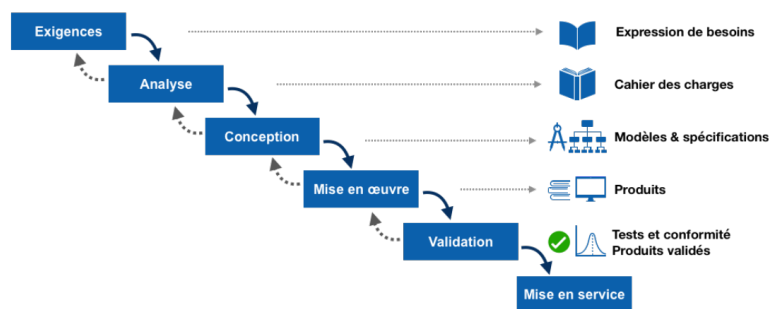 Exigences
Expression de besoins
Analyse
Cahier des charges
Conception
Modèles & spécifications
Mise en œuvre
Produits
Validation
Tests et conformité
Produits validés
Mise en service